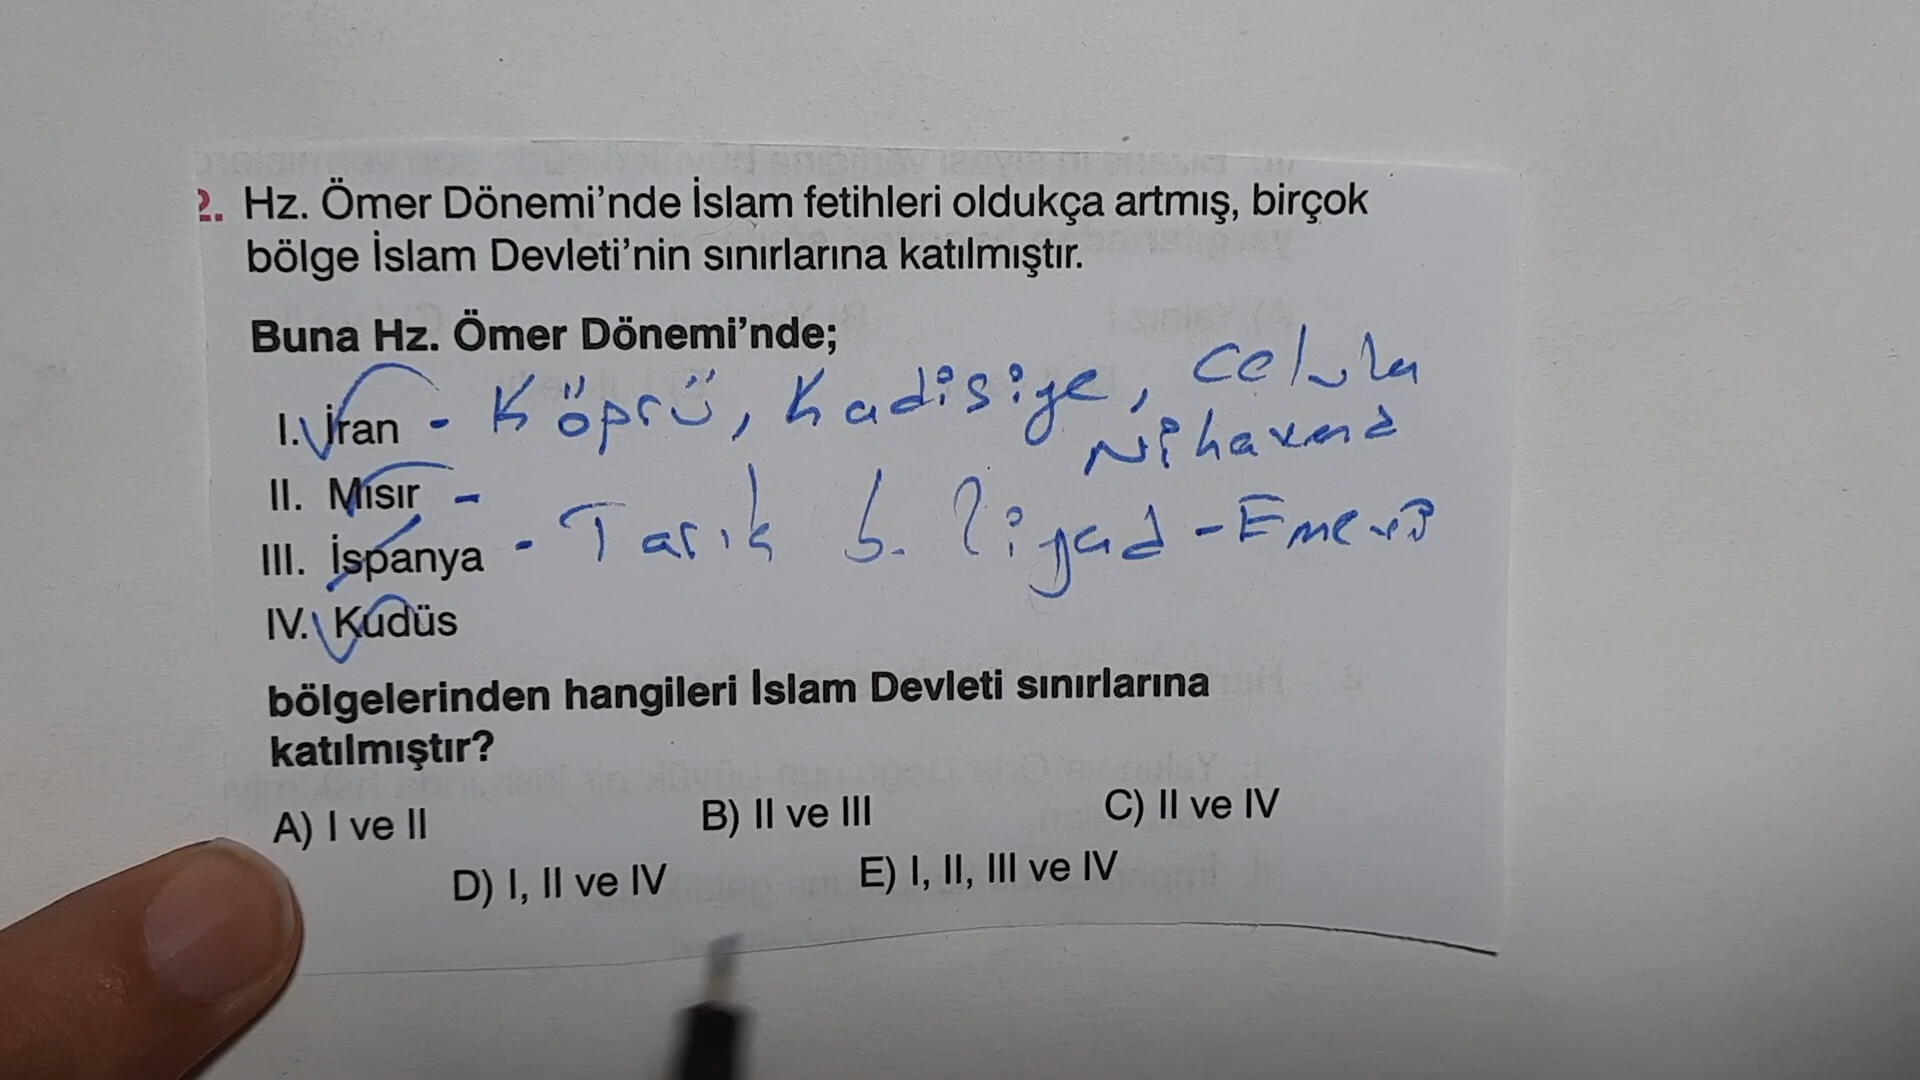 2. Hz. Ömer Dönemi'nde İslam fetihleri oldukça artmış, birçok
bölge İslam Devleti'nin sınırlarına katılmıştır.
Buna Hz. Ömer Dönemi'nde;
I. İran - Köprü, Kadisiye, Celula
Nihavend
II. Mısır -
III. İspanya - Tarık b. Ziyad - Emevi
IV. Kudüs
bölgelerinden hangileri İslam Devleti sınırlarına
katılmıştır?
A) I ve II B) II ve III C) II ve IV
D) I, II ve IV E) I, II, III ve IV